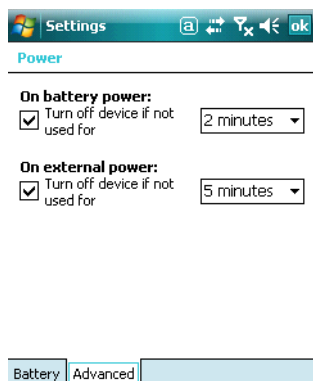 Settings
a
ok
Power
On battery power:
Turn off device if not
used for
2 minutes
On external power:
Turn off device if not
used for
5 minutes
Battery Advanced